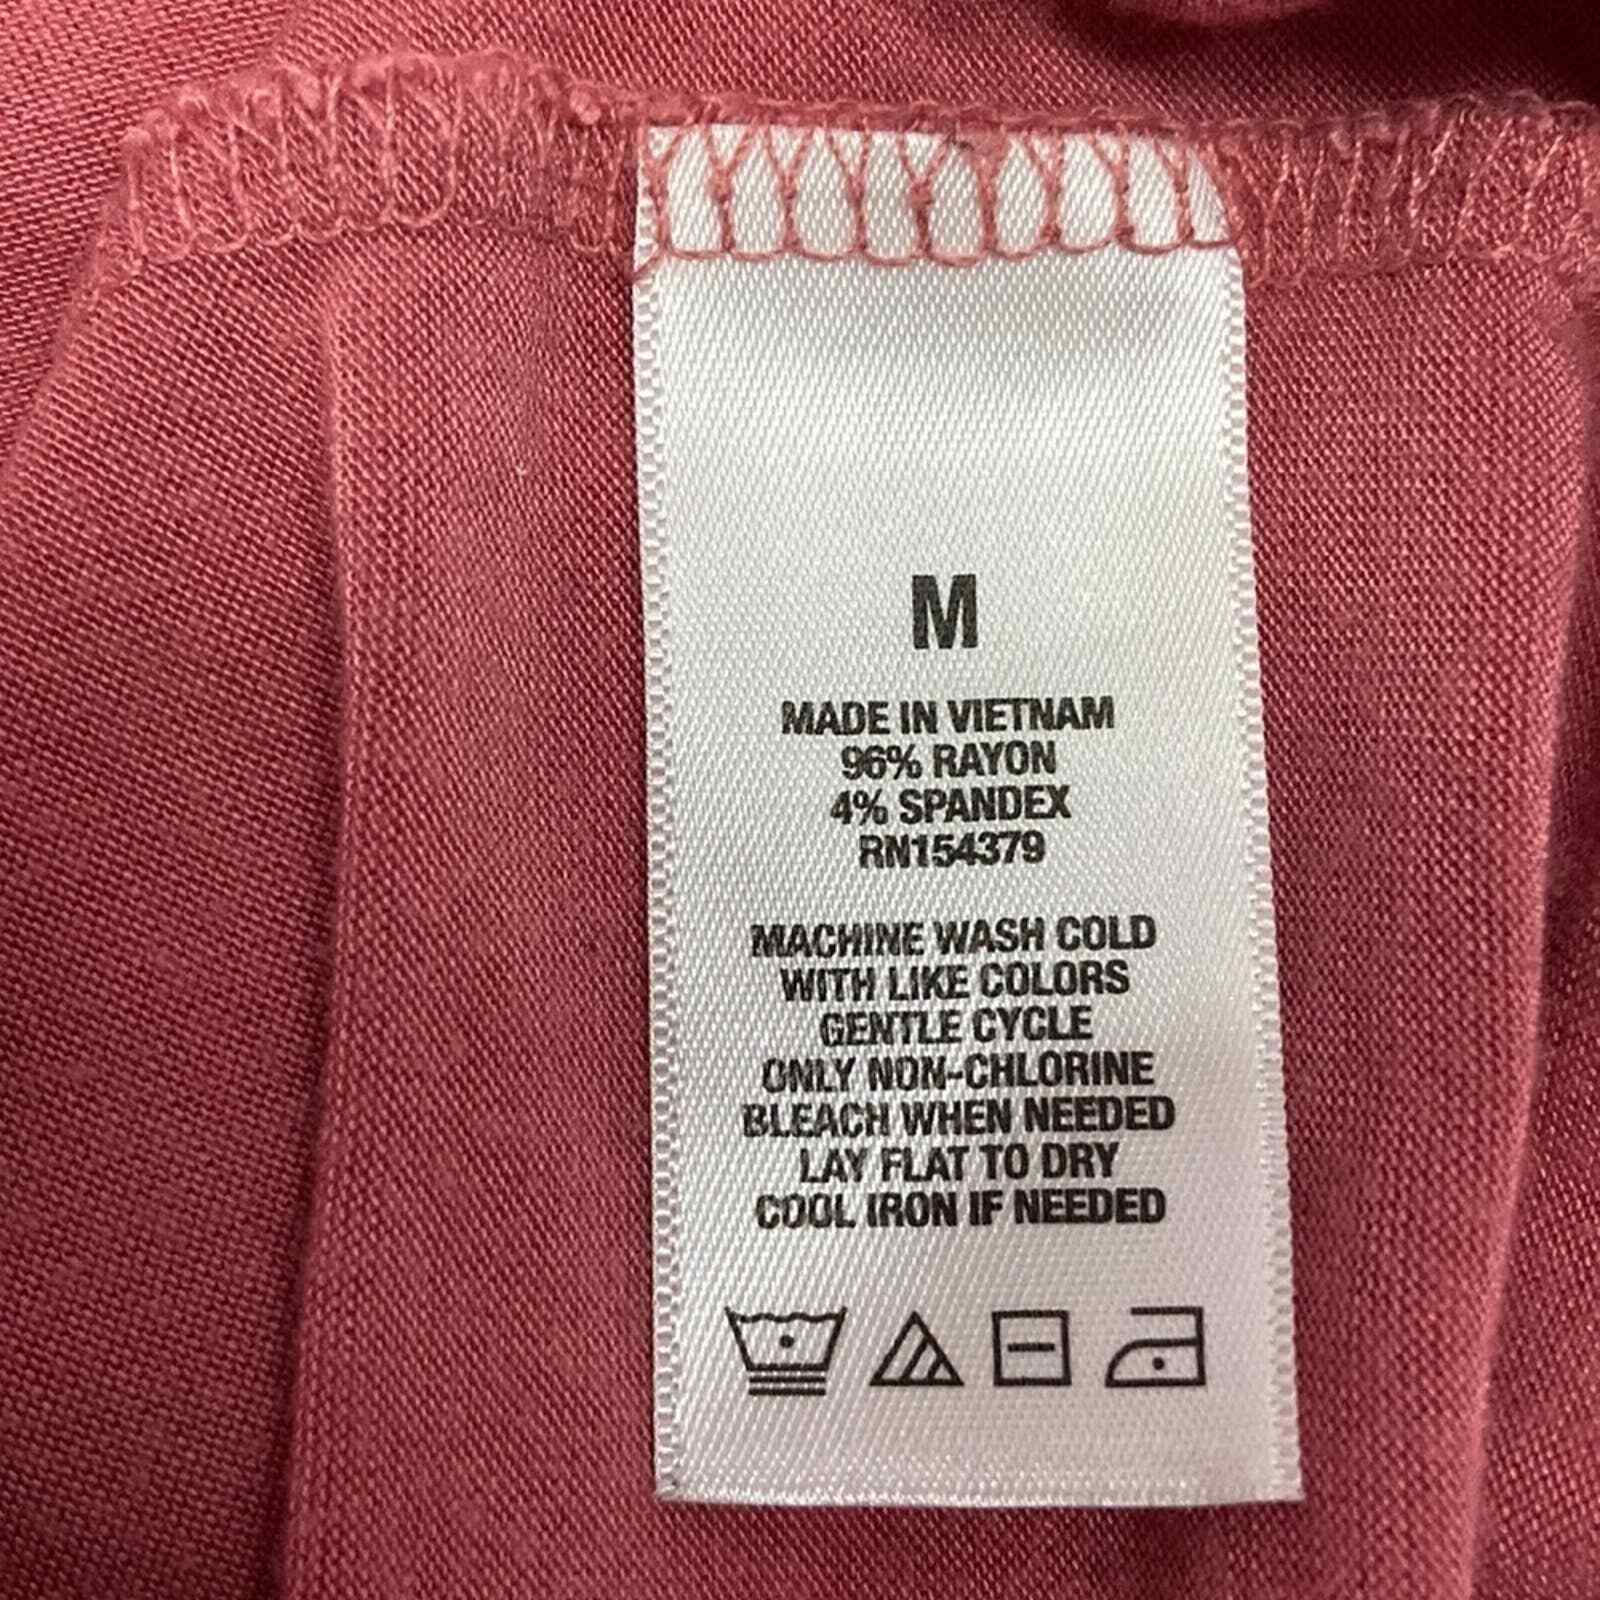 M
MADE IN VIETNAM
96% RAYON
4% SPANDEX
RN154379
MACHINE WASH COLD
WITH LIKE COLORS
GENTLE CYCLE
ONLY NON-CHLORINE
BLEACH WHEN NEEDED
LAY FLAT TO DRY
COOL IRON IF NEEDED